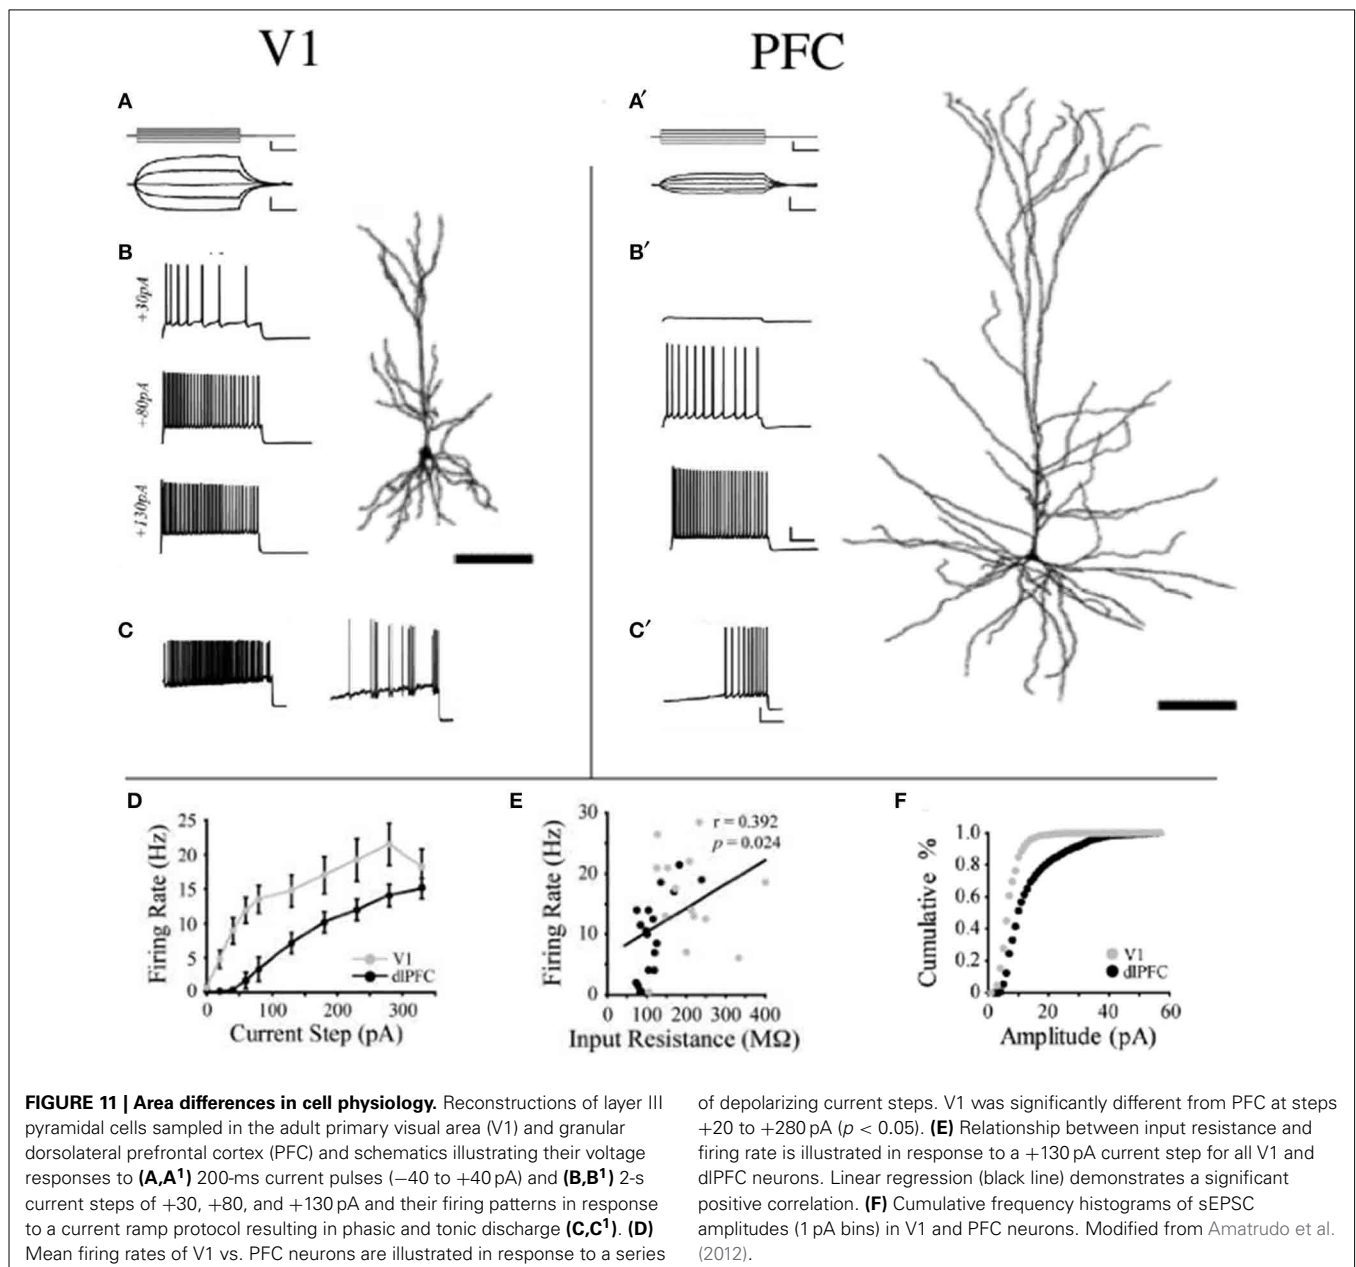 V1
PFC
A
A′
B
B′
+30pA
+80pA
+130pA
C
C′
D
25
20
15
10
5
0
Firing Rate (Hz)
0
100
200
300
Current Step (pA)
V1
dlPFC
E
30
20
10
0
Firing Rate (Hz)
0
100
200
300
400
Input Resistance (MΩ)
r = 0.392
p = 0.024
F
1.0
0.8
0.6
0.4
0.2
0
Cumulative %
0
20
40
60
Amplitude (pA)
V1
dlPFC
FIGURE 11 | Area differences in cell physiology. Reconstructions of layer III
pyramidal cells sampled in the adult primary visual area (V1) and granular
dorsolateral prefrontal cortex (PFC) and schematics illustrating their voltage
responses to (A,A¹) 200-ms current pulses (−40 to +40 pA) and (B,B¹) 2-s
current steps of +30, +80, and +130 pA and their firing patterns in response
to a current ramp protocol resulting in phasic and tonic discharge (C,C¹). (D)
Mean firing rates of V1 vs. PFC neurons are illustrated in response to a series
of depolarizing current steps. V1 was significantly different from PFC at steps
+20 to +280 pA (p < 0.05). (E) Relationship between input resistance and
firing rate is illustrated in response to a +130 pA current step for all V1 and
dlPFC neurons. Linear regression (black line) demonstrates a significant
positive correlation. (F) Cumulative frequency histograms of sEPSC
amplitudes (1 pA bins) in V1 and PFC neurons. Modified from Amatrudo et al.
(2012).